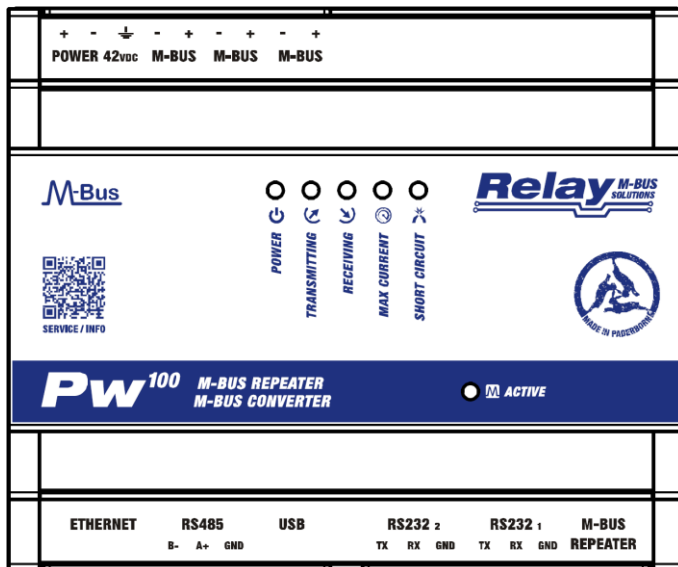 + - ⏚ - + - + - +
POWER 42VDC M-BUS M-BUS M-BUS
M-Bus
Relay M-BUS SOLUTIONS
POWER
TRANSMITTING
RECEIVING
MAX CURRENT
SHORT CIRCUIT
SERVICE / INFO
MADE IN PADERBORN
PW100 M-BUS REPEATER
M-BUS CONVERTER
M ACTIVE
ETHERNET RS485 USB RS232 2 RS232 1 M-BUS
B- A+ GND TX RX GND TX RX GND REPEATER